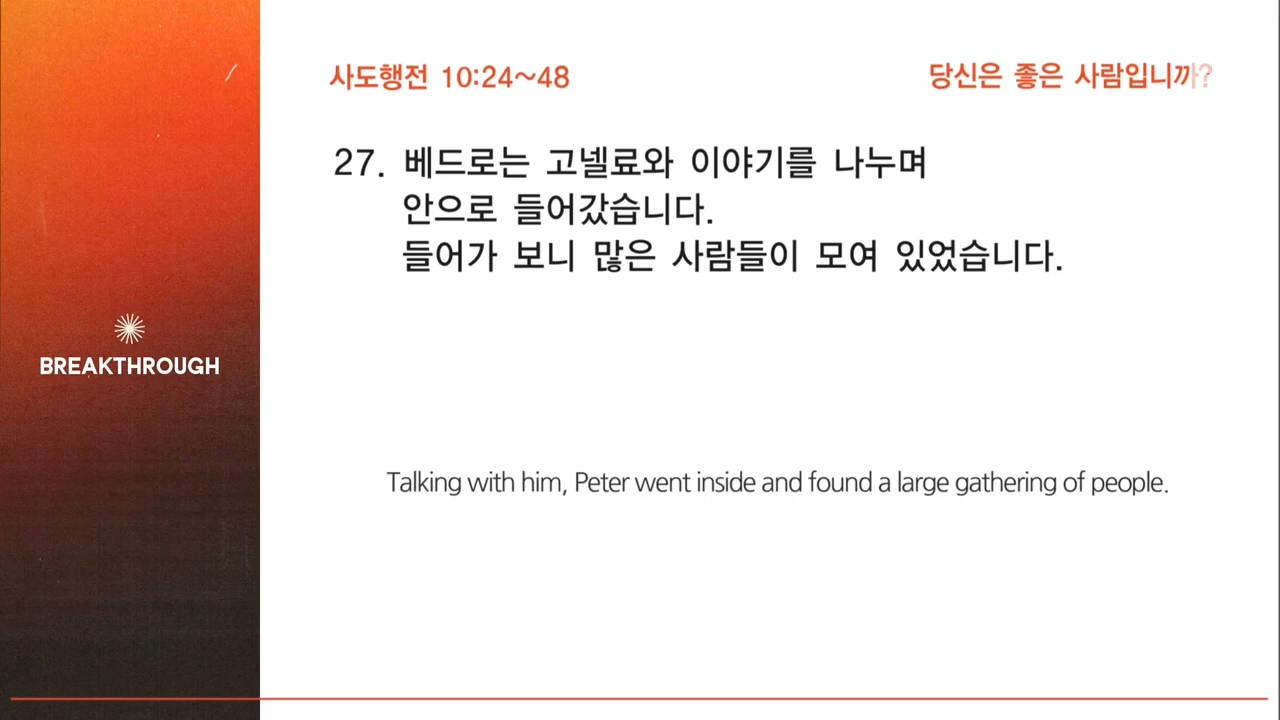 사도행전 10:24~48
당신은 좋은 사람입니까?
27. 베드로는 고넬료와 이야기를 나누며
안으로 들어갔습니다.
들어가 보니 많은 사람들이 모여 있었습니다.
BREAKTHROUGH
Talking with him, Peter went inside and found a large gathering of people.